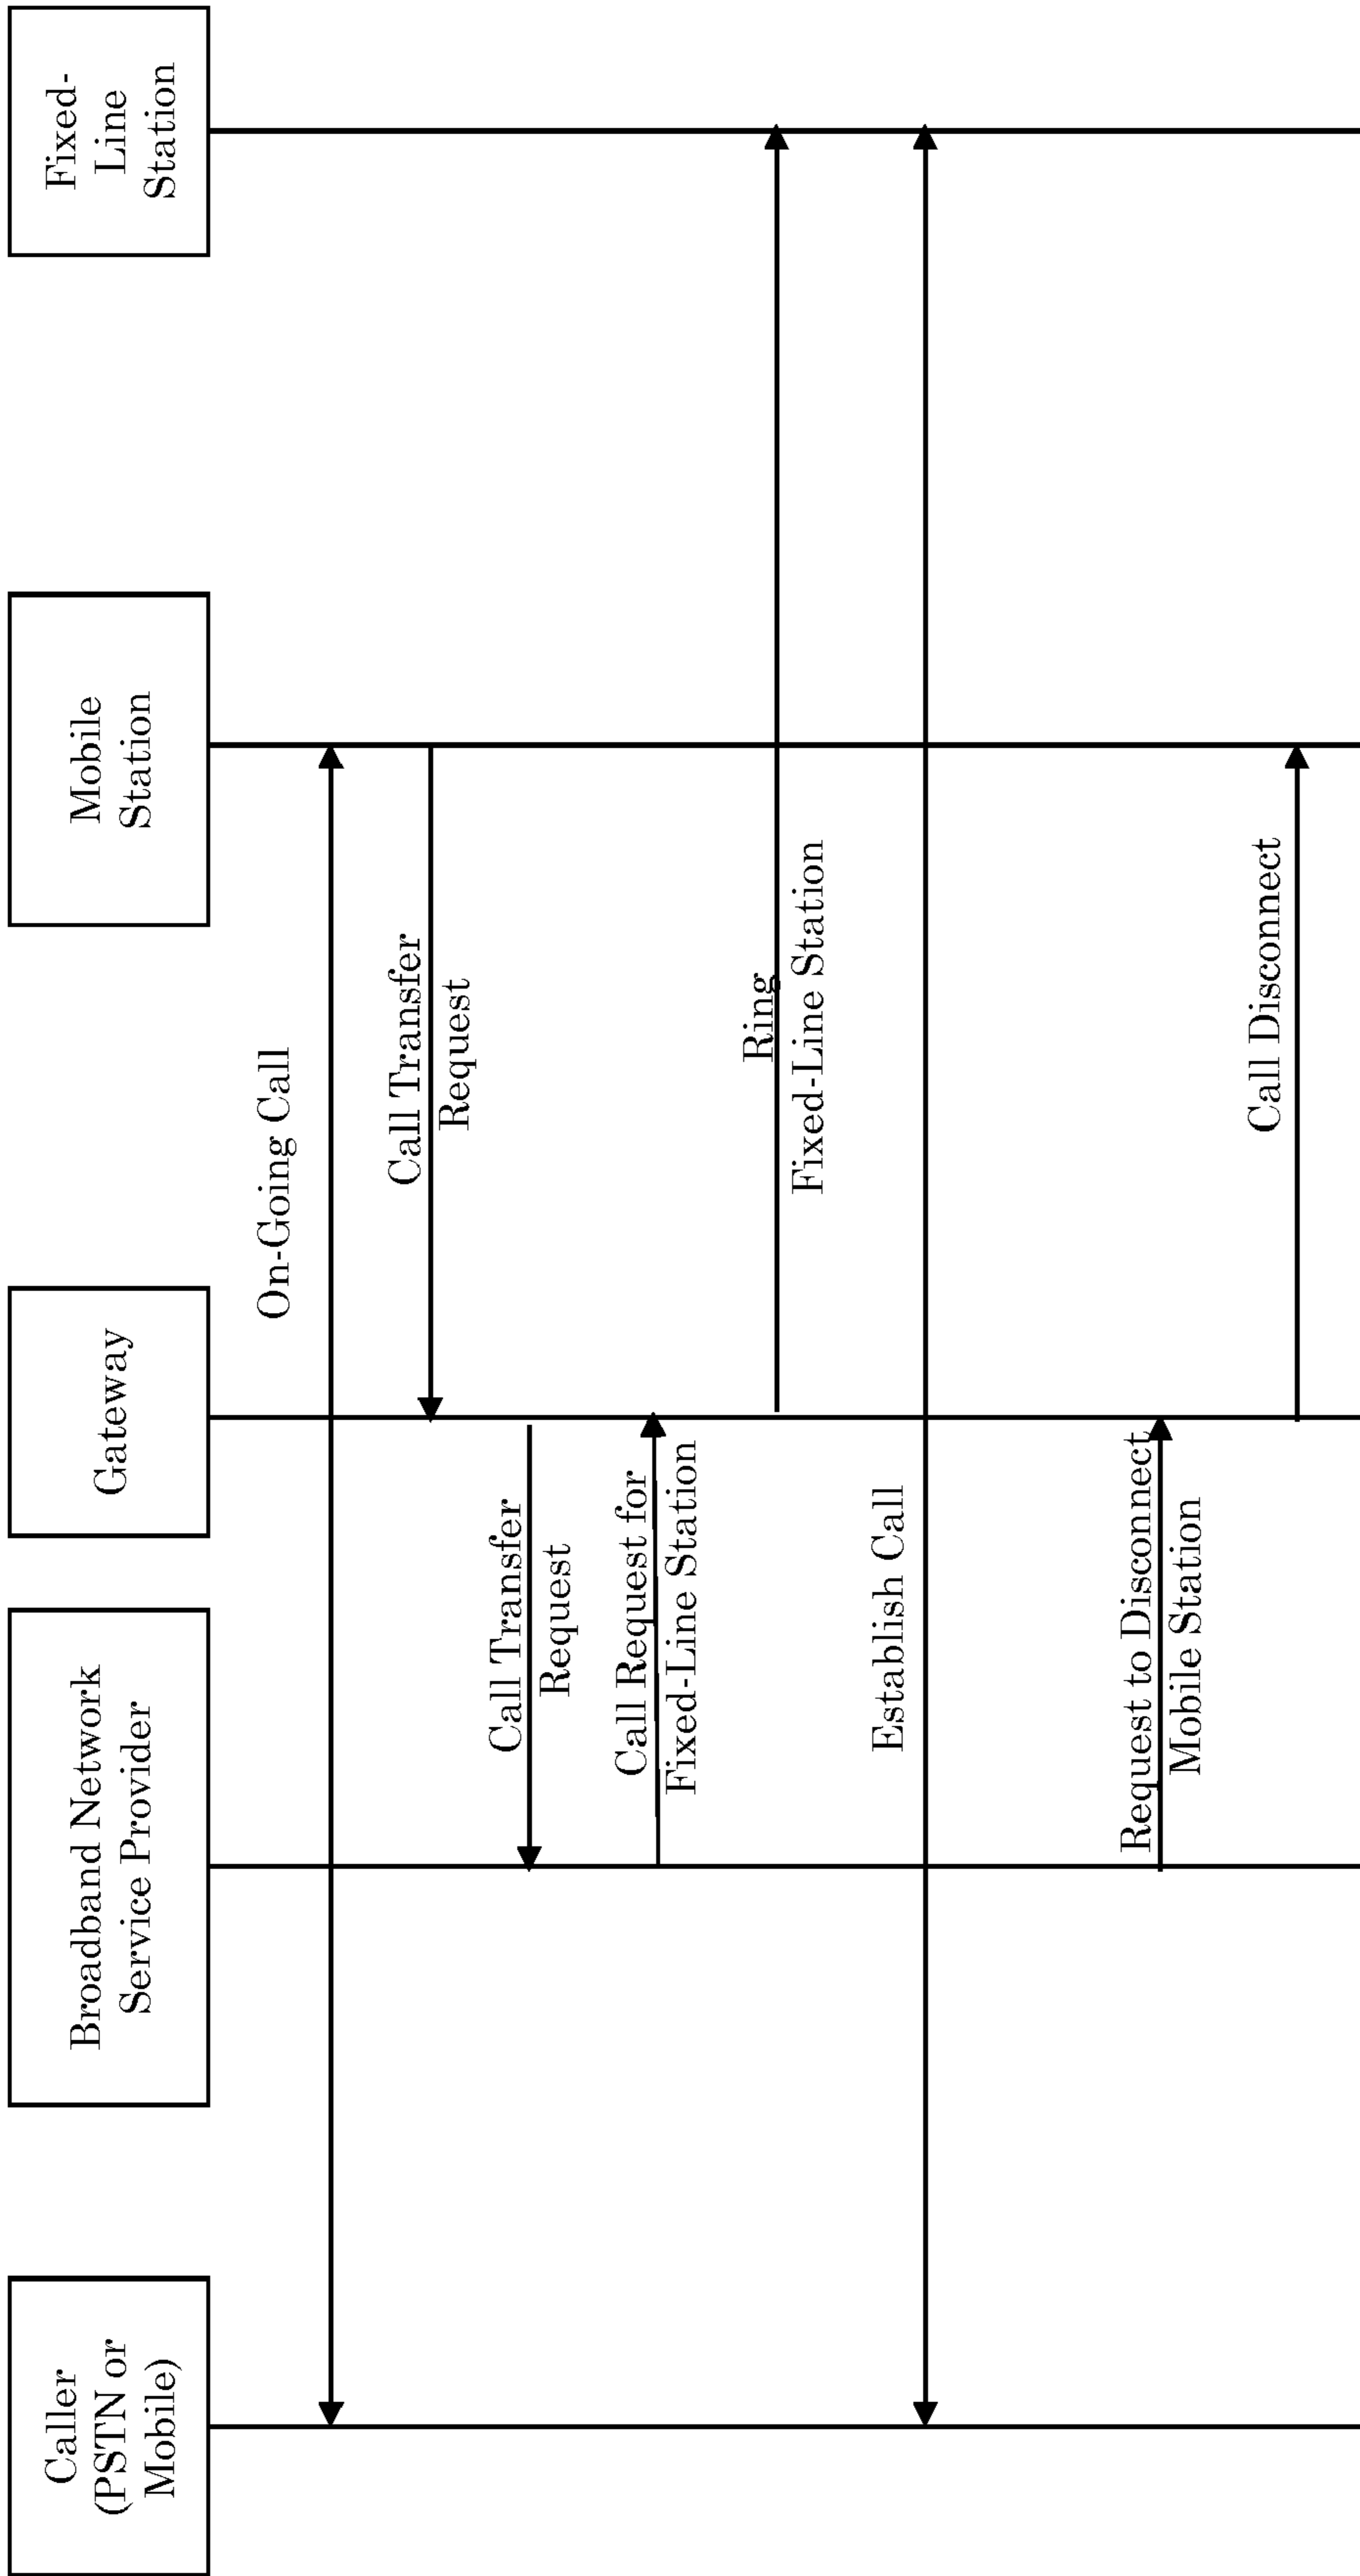 Caller
(PSTN or
Mobile)
Broadband Network
Service Provider
Gateway
Mobile
Station
Fixed-
Line
Station
On-Going Call
Call Transfer
Request
Call Transfer
Request
Call Request for
Fixed-Line Station
Ring
Fixed-Line Station
Establish Call
Request to Disconnect
Mobile Station
Call Disconnect